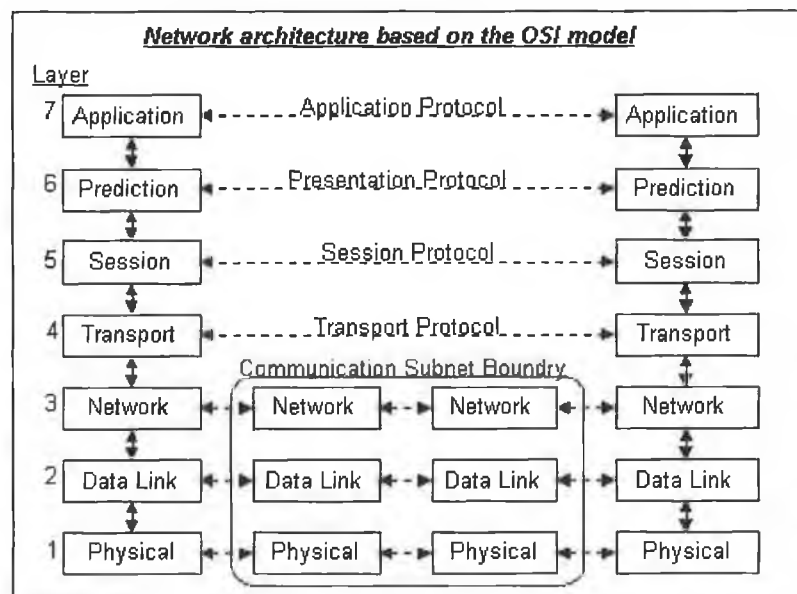 Network architecture based on the OSI model
Layer
7 Application Application Protocol Application
6 Prediction Presentation Protocol Prediction
5 Session Session Protocol Session
4 Transport Transport Protocol Transport
Communication Subnet Boundry
3 Network Network Network Network
2 Data Link Data Link Data Link Data Link
1 Physical Physical Physical Physical